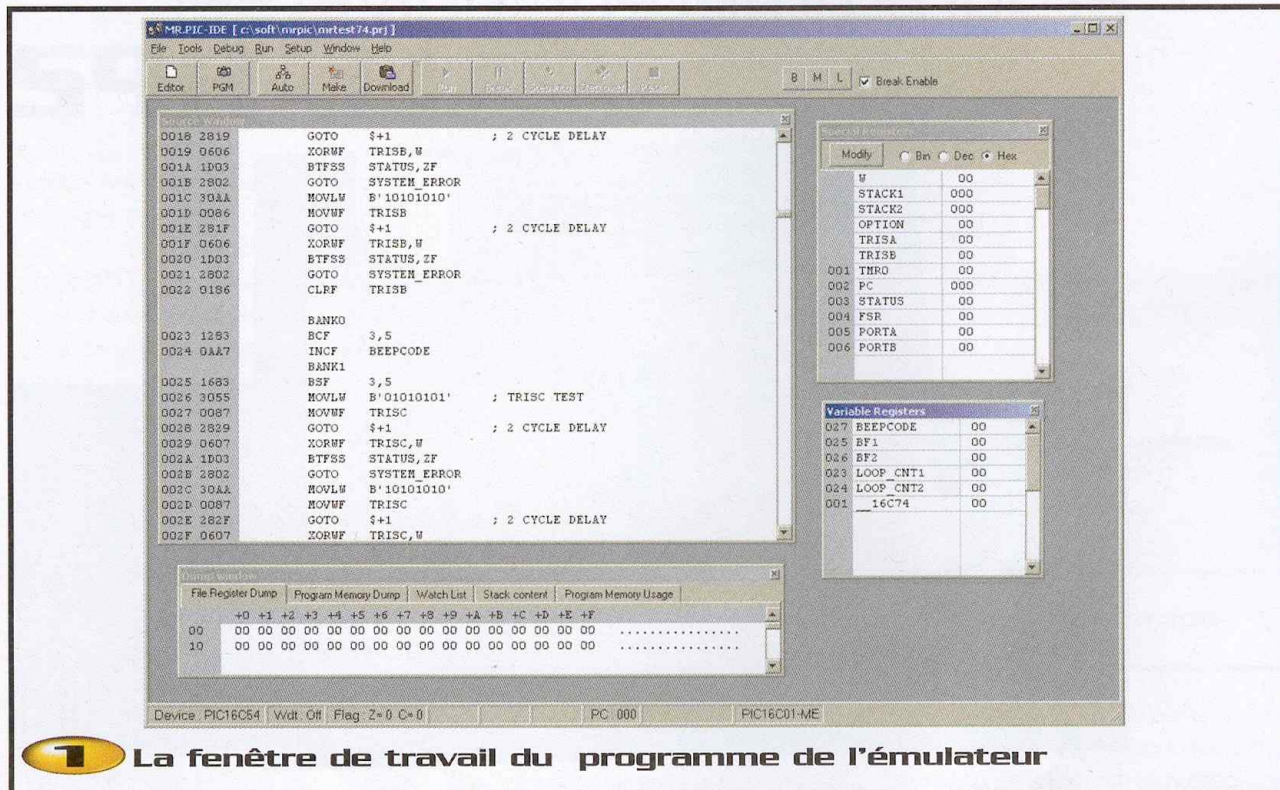 MR.PIC-IDE [ c:\soft\mrpic\mrtest74.prj ]
File Tools Debug Run Setup Window Help
Editor PGM Auto Make Download Run Break StepInto StepOver Reset B M L Break Enable
Source Window
0018 2819 GOTO $+1 ; 2 CYCLE DELAY
0019 0606 XORWF TRISB,W
001A 1D03 BTFSS STATUS,ZF
001B 2802 GOTO SYSTEM_ERROR
001C 30AA MOVLW B'10101010'
001D 0086 MOVWF TRISB
001E 281F GOTO $+1 ; 2 CYCLE DELAY
001F 0606 XORWF TRISB,W
0020 1D03 BTFSS STATUS,ZF
0021 2802 GOTO SYSTEM_ERROR
0022 0186 CLRF TRISB
BANK0
0023 1283 BCF 3,5
0024 0AA7 INCF BEEPCODE
BANK1
0025 1683 BSF 3,5
0026 3055 MOVLW B'01010101' ; TRISC TEST
0027 0087 MOVWF TRISC
0028 2829 GOTO $+1 ; 2 CYCLE DELAY
0029 0607 XORWF TRISC,W
002A 1D03 BTFSS STATUS,ZF
002B 2802 GOTO SYSTEM_ERROR
002C 30AA MOVLW B'10101010'
002D 0087 MOVWF TRISC
002E 282F GOTO $+1 ; 2 CYCLE DELAY
002F 0607 XORWF TRISC,W
Special Registers
Modify Bin Dec Hex
W 00
STACK1 000
STACK2 000
OPTION 00
TRISA 00
TRISB 00
001 TMR0 00
002 PC 000
003 STATUS 00
004 FSR 00
005 PORTA 00
006 PORTB 00
Variable Registers
027 BEEPCODE 00
025 BF1 00
026 BF2 00
023 LOOP_CNT1 00
024 LOOP_CNT2 00
001 __16C74 00
Dump Window
File Register Dump Program Memory Dump Watch List Stack content Program Memory Usage
+0 +1 +2 +3 +4 +5 +6 +7 +8 +9 +A +B +C +D +E +F
00 00 00 00 00 00 00 00 00 00 00 00 00 00 00 00 00 ................
10 00 00 00 00 00 00 00 00 00 00 00 00 00 00 00 00 ................
Device : PIC16C54 Wdt : Off Flag : Z= 0 C= 0 PC : 000 PIC16C01-ME
1 La fenêtre de travail du programme de l'émulateur